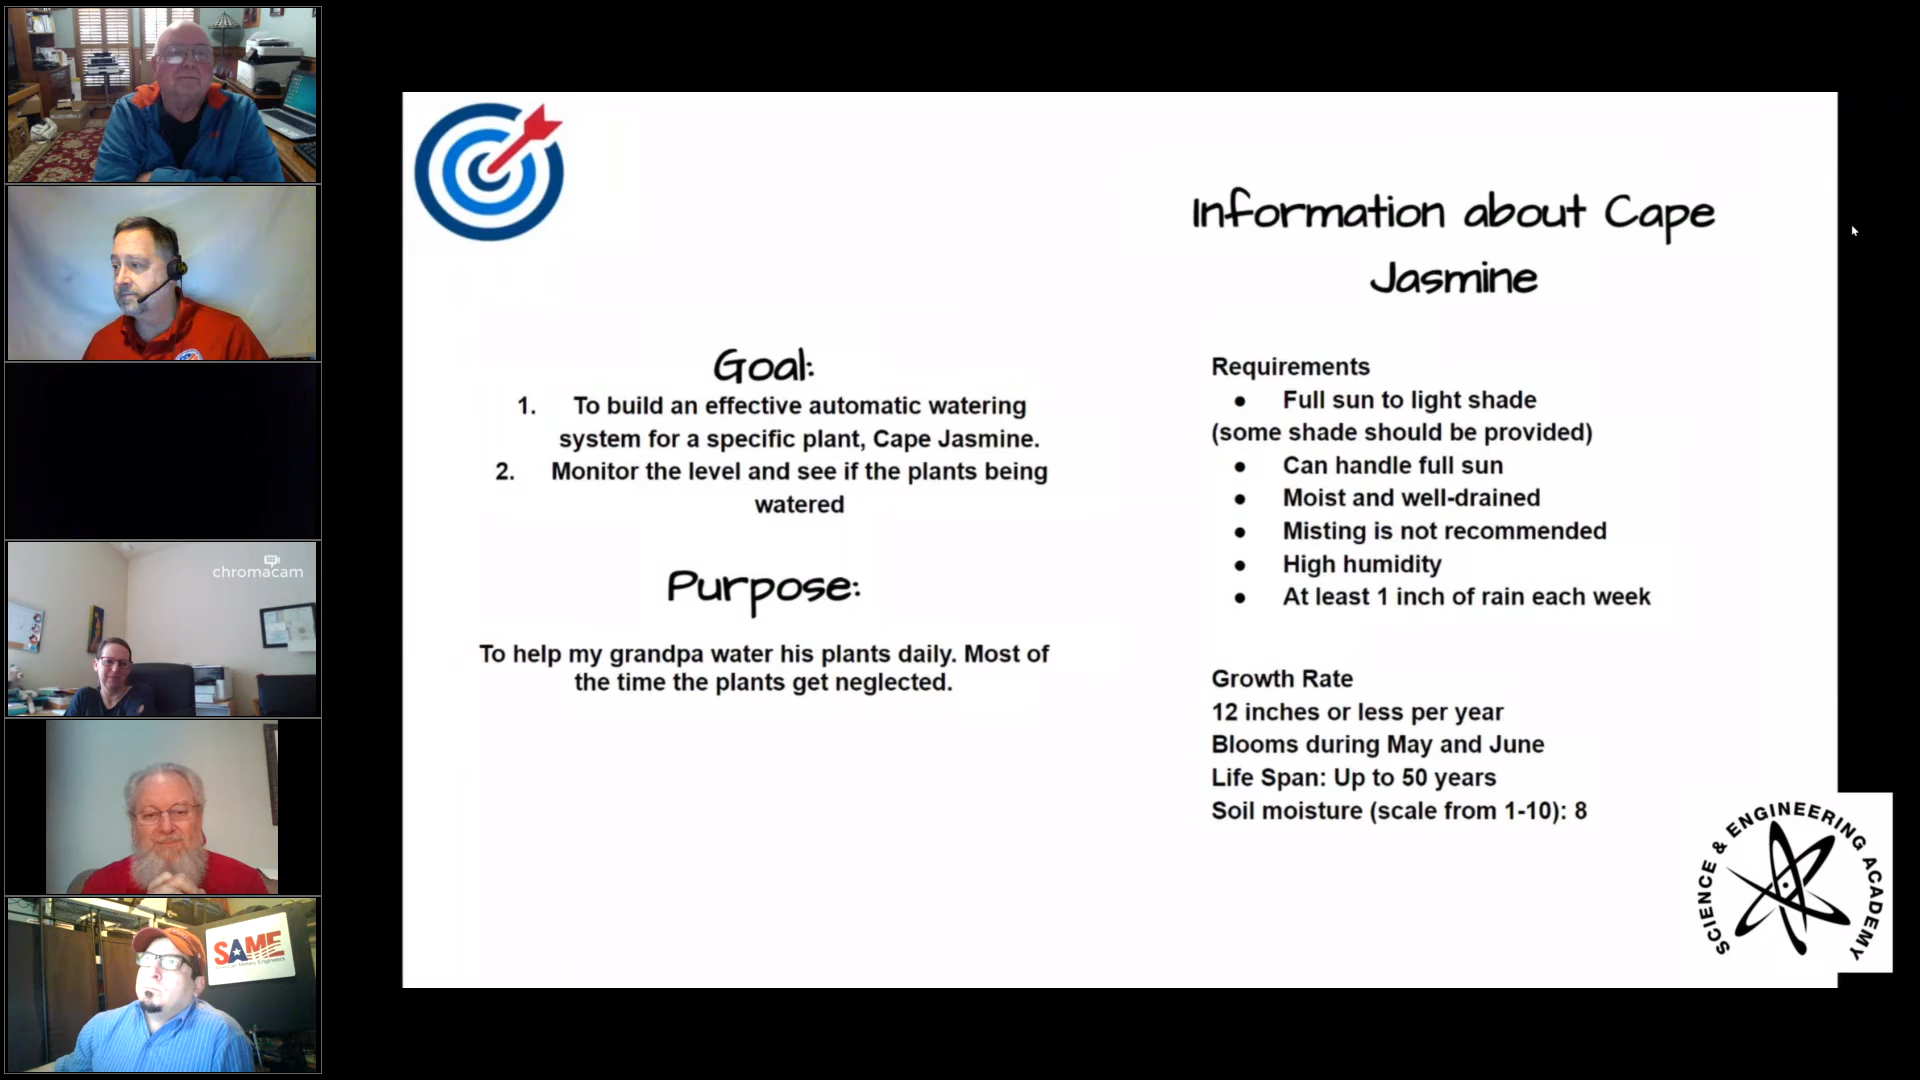 chromacam
SAME
Goal:
1. To build an effective automatic watering
system for a specific plant, Cape Jasmine.
2. Monitor the level and see if the plants being
watered
Purpose:
To help my grandpa water his plants daily. Most of
the time the plants get neglected.
Information about Cape
Jasmine
Requirements
● Full sun to light shade
(some shade should be provided)
● Can handle full sun
● Moist and well-drained
● Misting is not recommended
● High humidity
● At least 1 inch of rain each week
Growth Rate
12 inches or less per year
Blooms during May and June
Life Span: Up to 50 years
Soil moisture (scale from 1-10): 8
SCIENCE & ENGINEERING ACADEMY